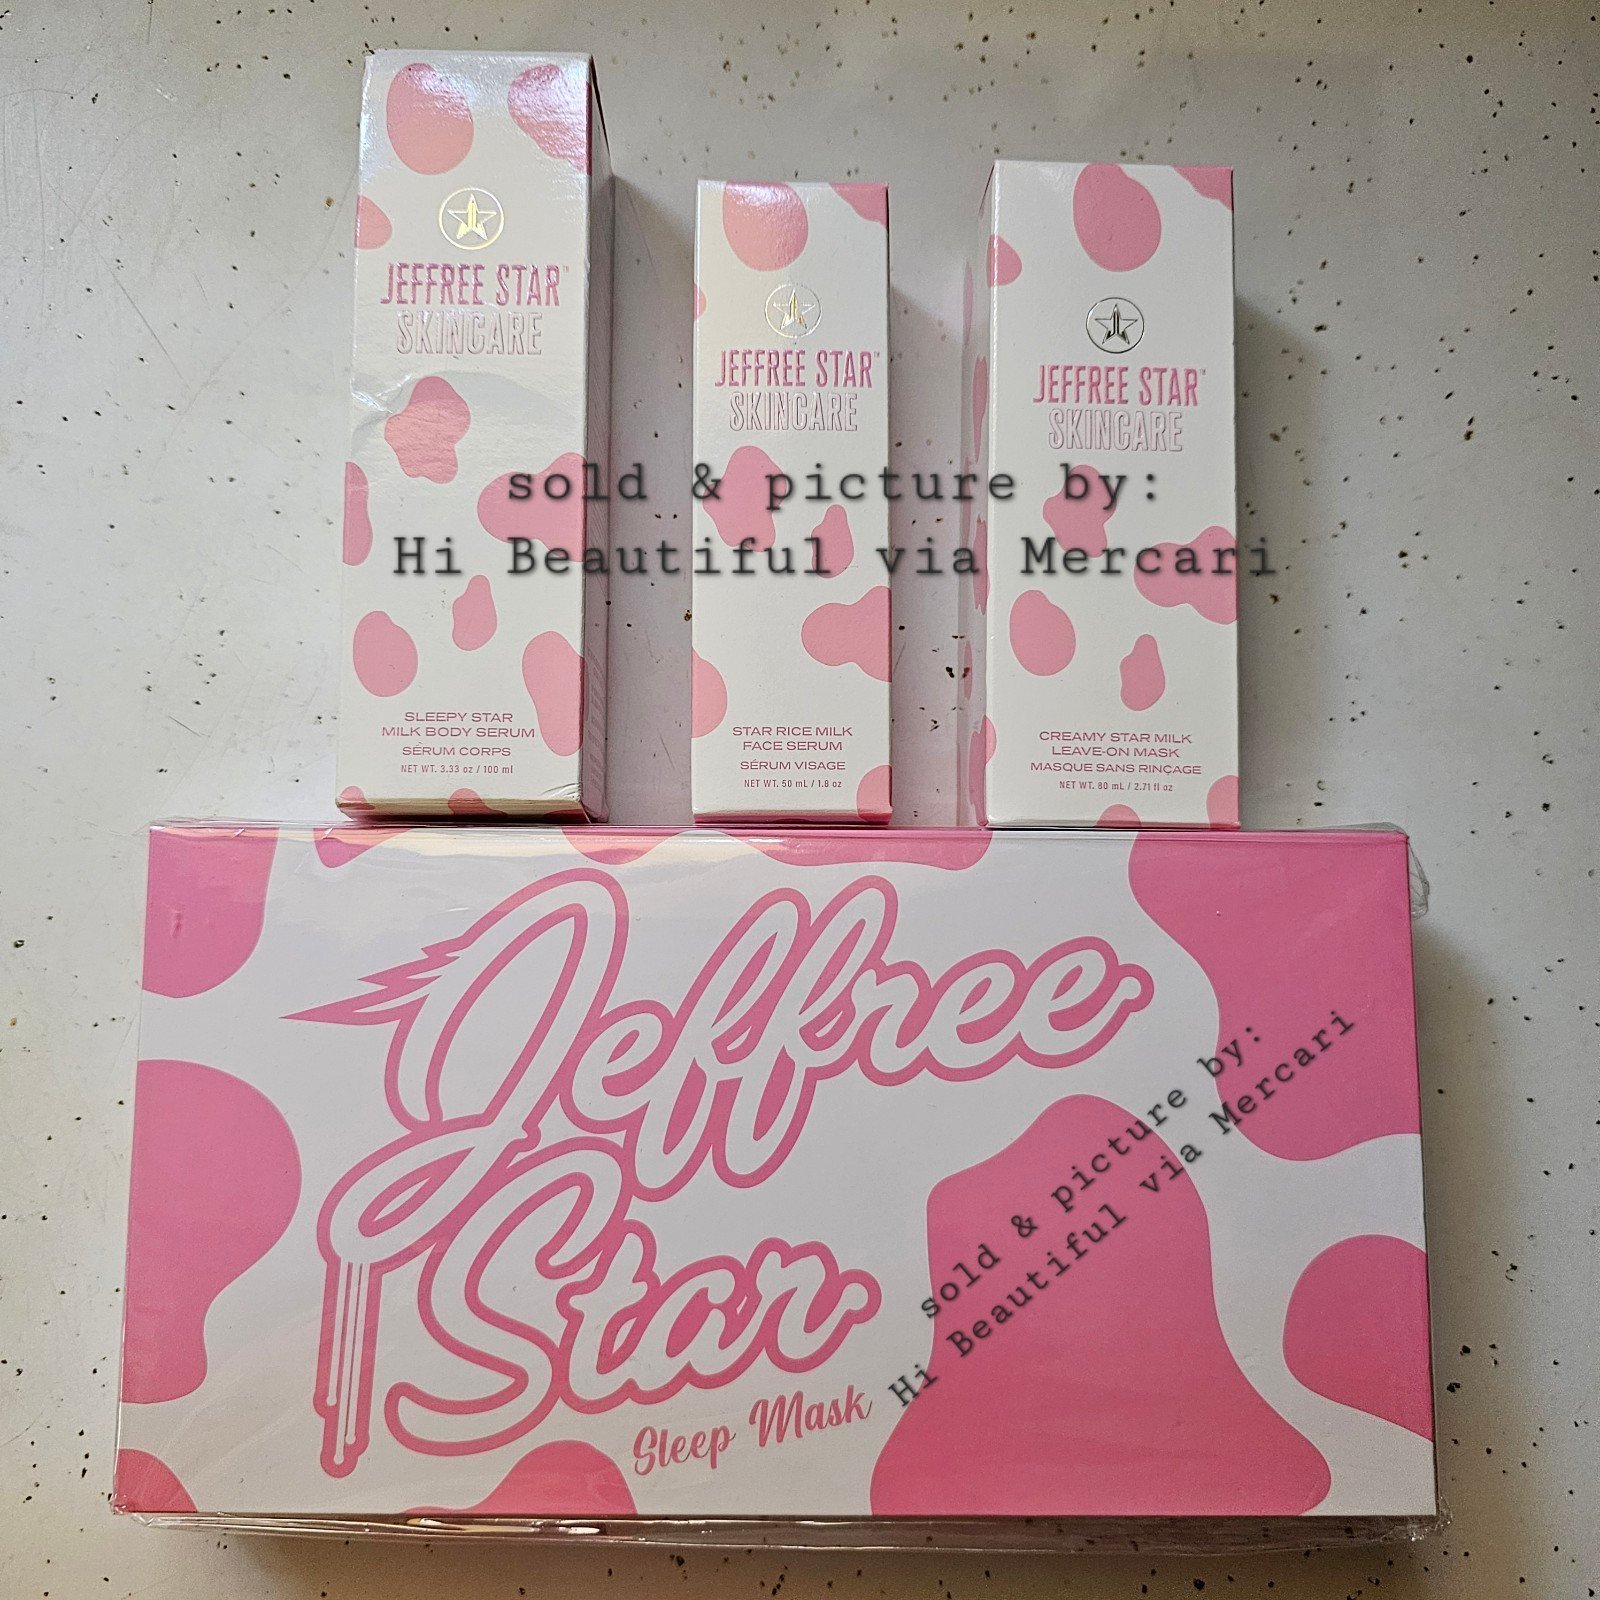 JEFFREE STAR™
SKINCARE
SLEEPY STAR
MILK BODY SERUM
SÉRUM CORPS
NET WT. 3.33 oz / 100 ml
JEFFREE STAR™
SKINCARE
STAR RICE MILK
FACE SERUM
SÉRUM VISAGE
NET WT. 50 mL / 1.8 oz
JEFFREE STAR™
SKINCARE
CREAMY STAR MILK
LEAVE-ON MASK
MASQUE SANS RINÇAGE
NET WT. 80 mL / 2.71 fl oz
sold & picture by:
Hi Beautiful via Mercari
Jeffree
Star
Sleep Mask
sold & picture by:
Hi Beautiful via Mercari